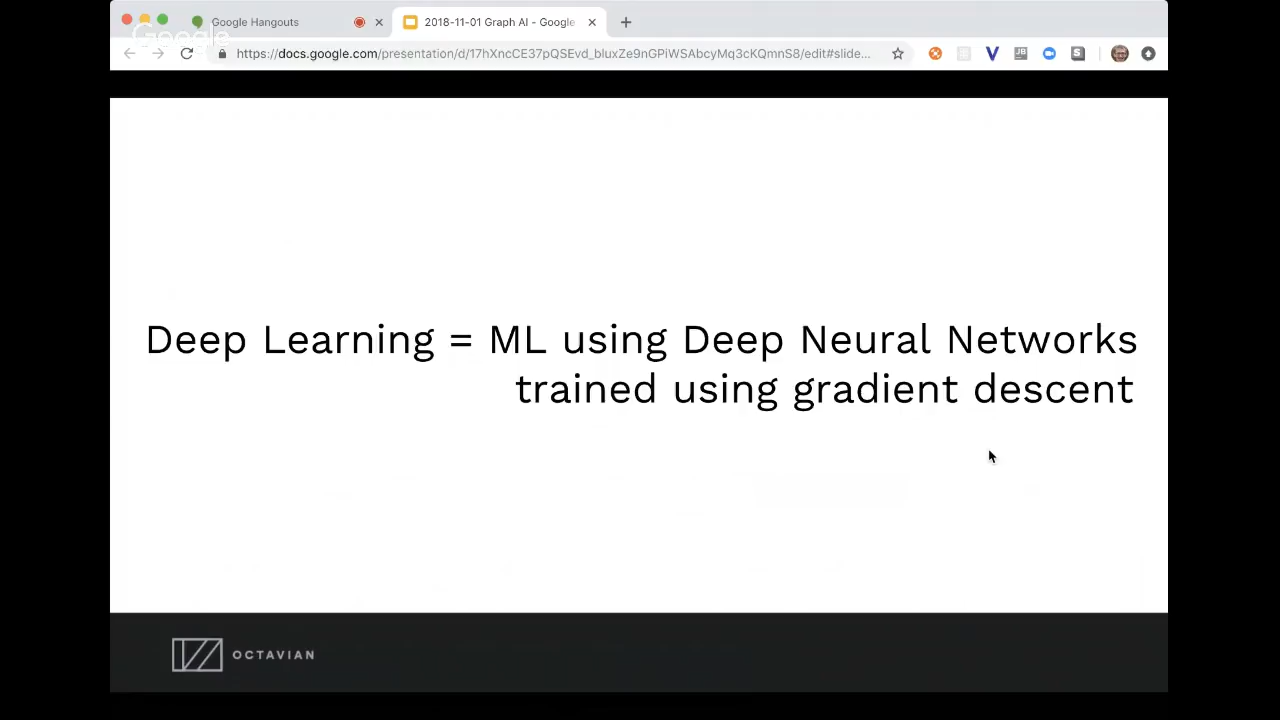 Google Hangouts
2018-11-01 Graph AI - Google
Google
https://docs.google.com/presentation/d/17hXncCE37pQSEvd_bluxZe9nGPiWSAbcyMq3cKQmnS8/edit#slide...
Deep Learning = ML using Deep Neural Networks
trained using gradient descent
OCTAVIAN